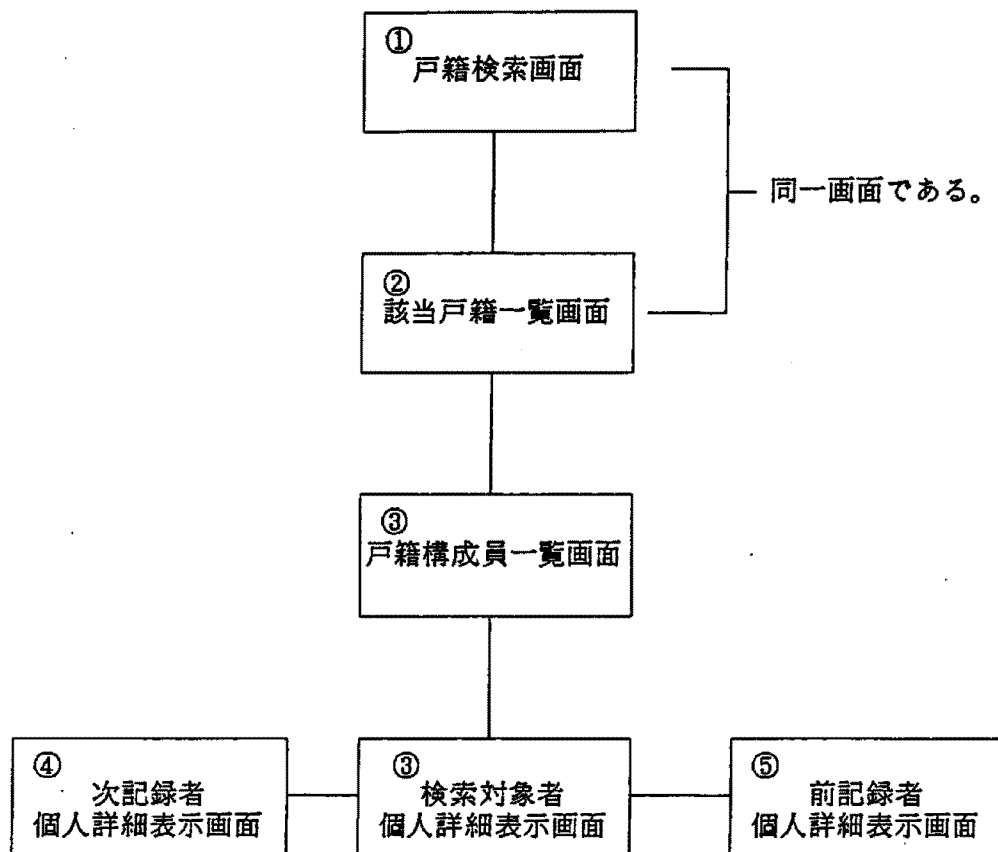 ①
戸籍検索画面
同一画面である。
②
該当戸籍一覧画面
③
戸籍構成員一覧画面
④
次記録者
個人詳細表示画面
③
検索対象者
個人詳細表示画面
⑤
前記録者
個人詳細表示画面